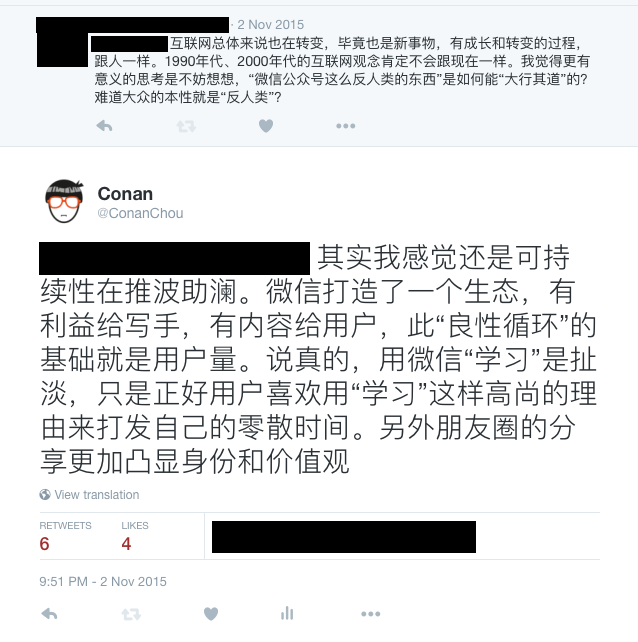 · 2 Nov 2015
互联网总体来说也在转变，毕竟也是新事物，有成长和转变的过程，
跟人一样。1990年代、2000年代的互联网观念肯定不会跟现在一样。我觉得更有
意义的思考是不妨想想，“微信公众号这么反人类的东西”是如何能“大行其道”的?
难道大众的本性就是“反人类”?
Conan
@ConanChou
其实我感觉还是可持
续性在推波助澜。微信打造了一个生态，有
利益给写手，有内容给用户，此“良性循环”的
基础就是用户量。说真的，用微信“学习”是扯
淡，只是正好用户喜欢用“学习”这样高尚的理
由来打发自己的零散时间。另外朋友圈的分
享更加凸显身份和价值观
View translation
RETWEETS LIKES
6 4
9:51 PM - 2 Nov 2015